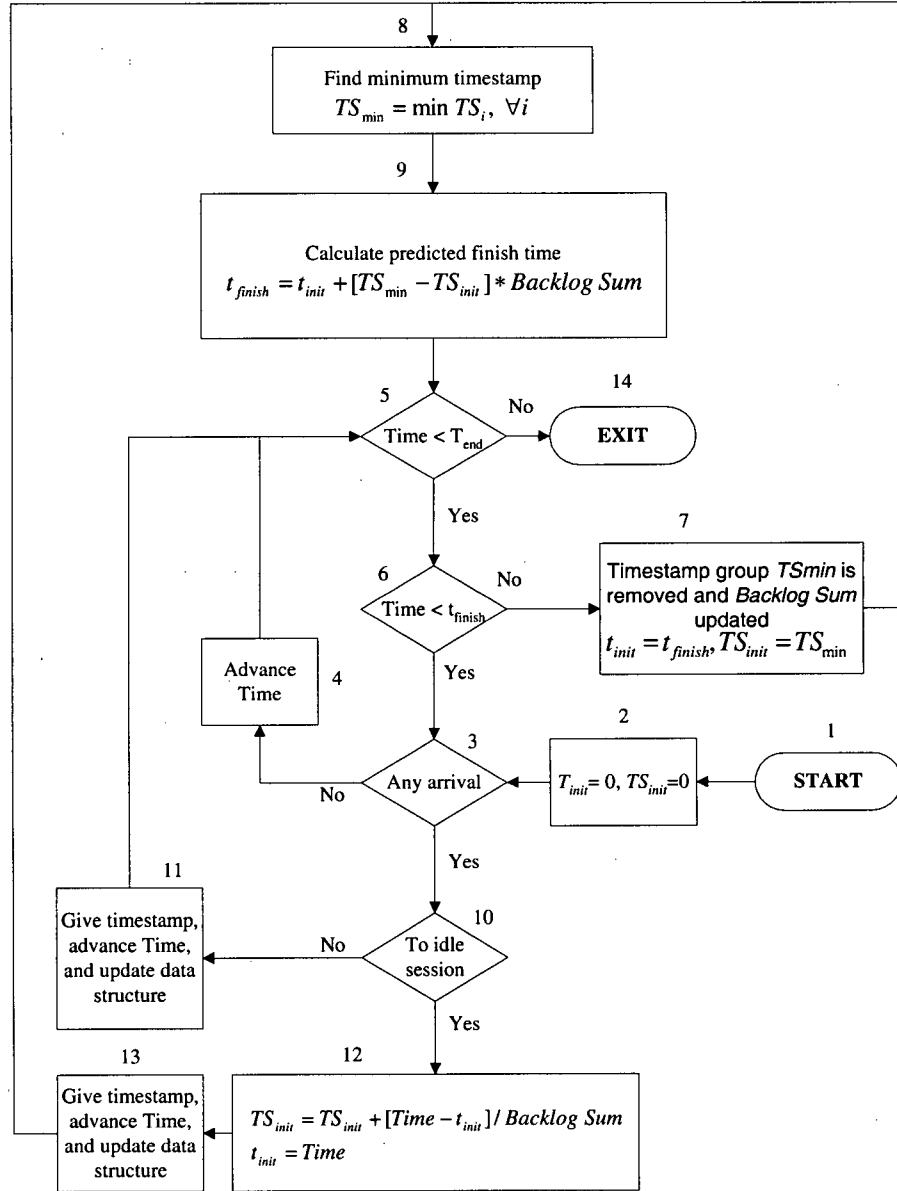 8
Find minimum timestamp
TS_min = min TS_i, ∀i
9
Calculate predicted finish time
t_finish = t_init + [TS_min − TS_init] * Backlog Sum
5
Time < T_end
No
14
EXIT
Yes
6
Time < t_finish
No
7
Timestamp group TSmin is
removed and Backlog Sum
updated
t_init = t_finish, TS_init = TS_min
Yes
Advance
Time
4
3
Any arrival
No
2
T_init = 0, TS_init=0
1
START
Yes
11
Give timestamp,
advance Time,
and update data
structure
No
10
To idle
session
Yes
13
Give timestamp,
advance Time,
and update data
structure
12
TS_init = TS_init + [Time − t_init] / Backlog Sum
t_init = Time